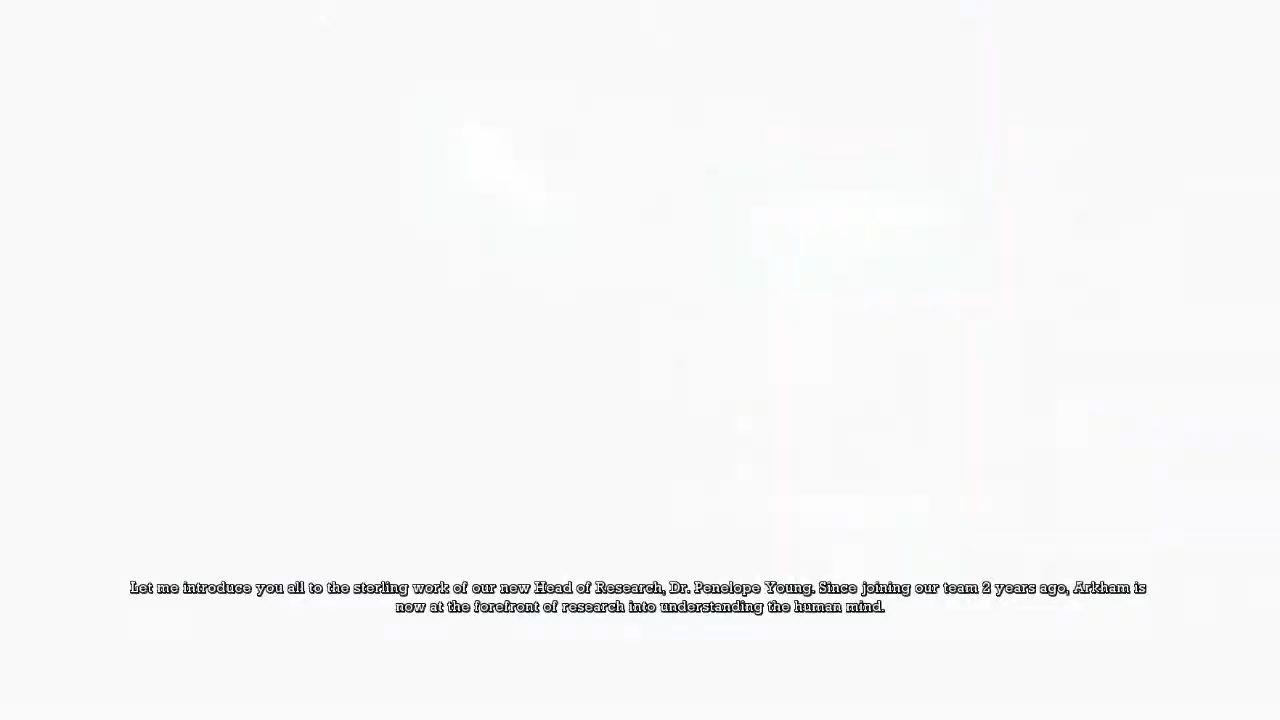 Let me introduce you all to the sterling work of our new Head of Research, Dr. Penelope Young. Since joining our team 2 years ago, Arkham is
now at the forefront of research into understanding the human mind.